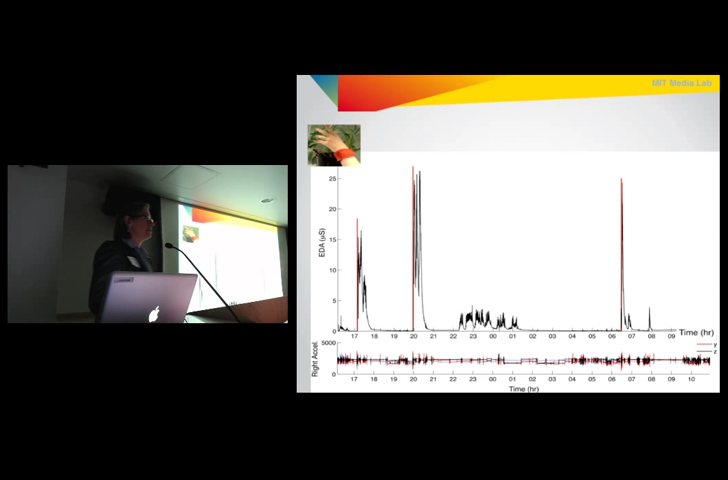 MIT Media Lab
25
20
15
10
5
0
EDA (µS)
17 18 19 20 21 22 23 00 01 02 03 04 05 06 07 08 09
Time (hr)
y
z
5000
0
Right Accel.
17 18 19 20 21 22 23 00 01 02 03 04 05 06 07 08 09 10
Time (hr)